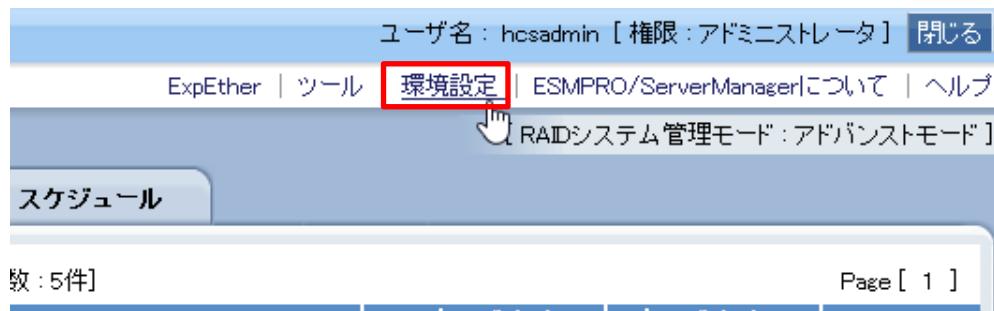 ユーザ名 : hcsadmin [ 権限 : アドミニストレータ ] 閉じる
ExpEther | ツール | 環境設定 | ESMPRO/ServerManagerについて | ヘルプ
[ RAIDシステム管理モード : アドバンストモード ]
スケジュール
数 : 5件] Page [ 1 ]